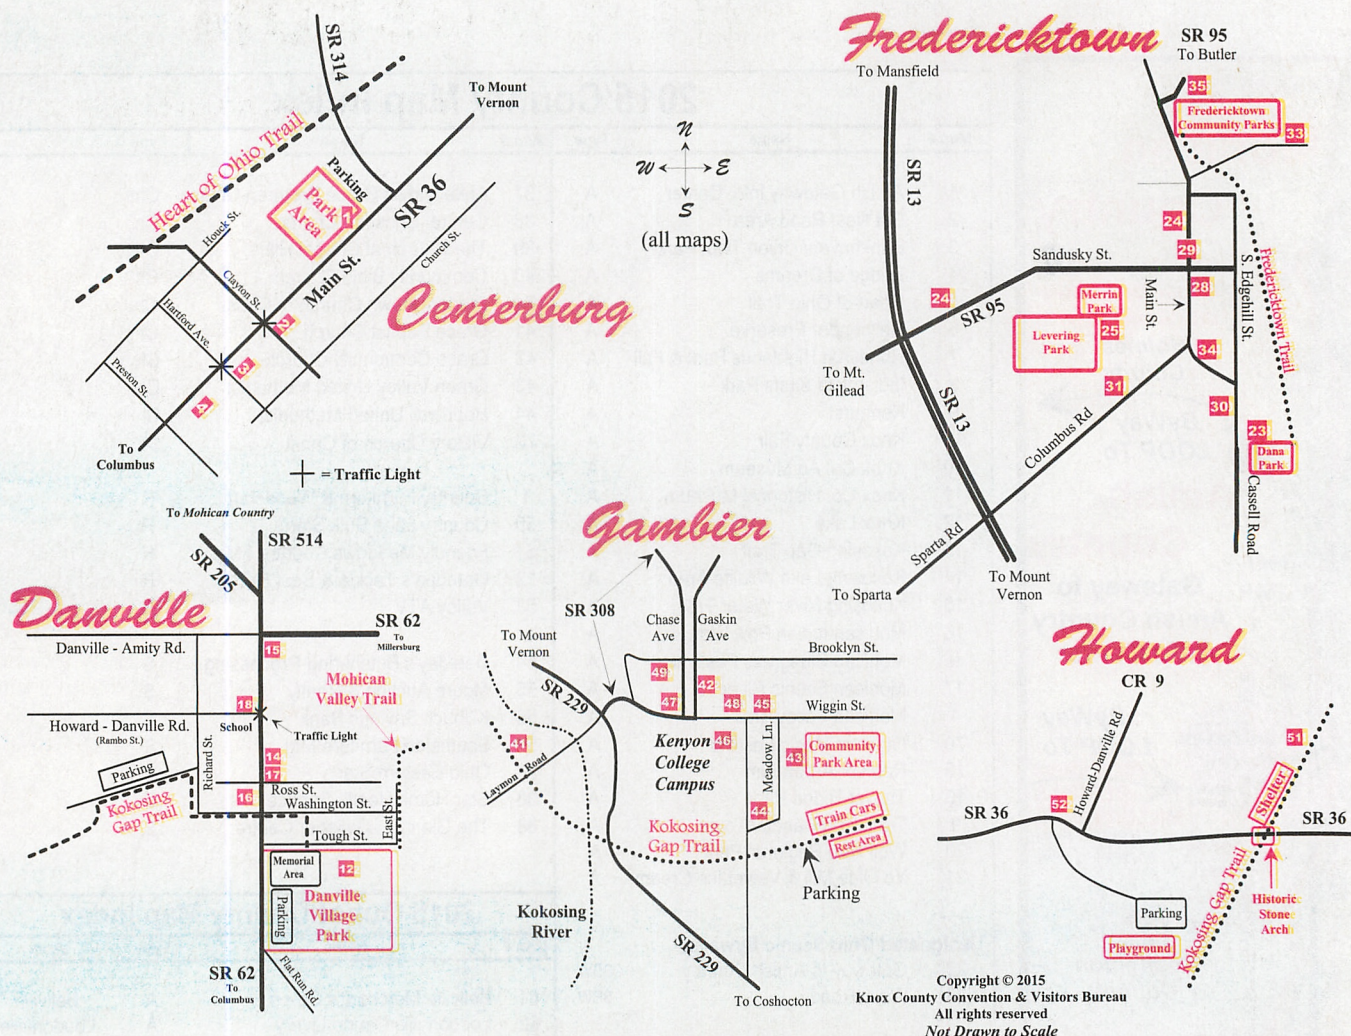 Fredericktown
SR 95
To Butler
To Mansfield
35
Fredericktown
Community Parks
33
SR 13
24
29
Sandusky St.
28
24
SR 95
Merrin
Park
Main St.
S. Edgehill St.
Fredericktown Trail
Levering
Park
25
34
31
30
To Mt.
Gilead
SR 13
Columbus Rd
23
Dana
Park
Cassell Road
Sparta Rd
To Sparta
To Mount
Vernon
SR 314
To Mount
Vernon
Heart of Ohio Trail
Parking
Park
Area
1
SR 36
Houck St.
Church St.
Clayton St.
Main St.
Centerburg
Hartford Ave.
2
Preston St.
3
4
To
Columbus
= Traffic Light
N
W
E
S
(all maps)
To Mohican Country
SR 514
SR 205
Danville
SR 62
To
Millersburg
Danville - Amity Rd.
15
Mohican
Valley Trail
18
School
Traffic Light
Howard - Danville Rd.
(Rambo St.)
Richard St.
14
17
Parking
Ross St.
16
Washington St.
Kokosing
Gap Trail
East St.
Tough St.
Memorial
Area
12
Parking
Danville
Village
Park
SR 62
To
Columbus
Flat Run Rd.
Gambier
SR 308
Chase
Ave
Gaskin
Ave
To Mount
Vernon
Brooklyn St.
49
42
SR 229
47
48
45
Wiggin St.
41
Kenyon
College
Campus
46
Meadow Ln.
43
Community
Park Area
Laymon Road
44
Kokosing
Gap Trail
Train Cars
Rest Area
Parking
Kokosing
River
SR 229
To Coshocton
Howard
CR 9
Howard-Danville Rd
51
52
Shelter
SR 36
SR 36
Kokosing Gap Trail
Historic
Stone
Arch
Parking
Playground
Copyright © 2015
Knox County Convention & Visitors Bureau
All rights reserved
Not Drawn to Scale